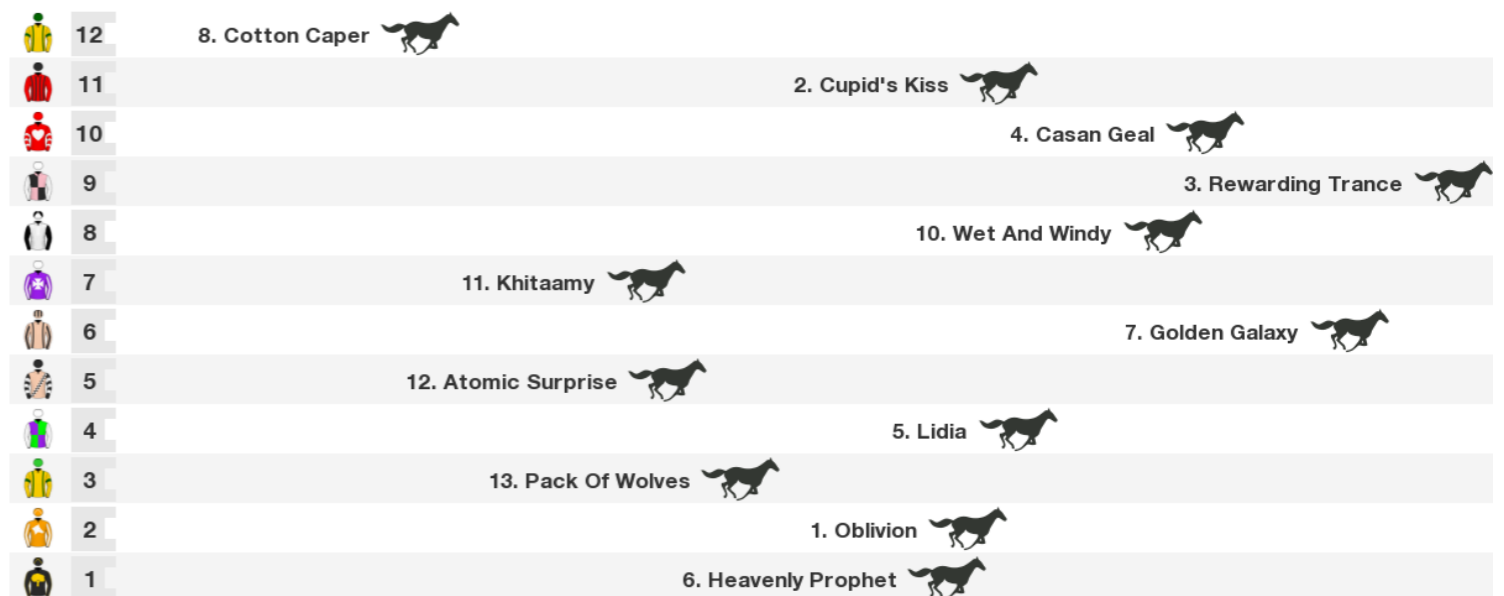 12 8. Cotton Caper
11 2. Cupid's Kiss
10 4. Casan Geal
9 3. Rewarding Trance
8 10. Wet And Windy
7 11. Khitaamy
6 7. Golden Galaxy
5 12. Atomic Surprise
4 5. Lidia
3 13. Pack Of Wolves
2 1. Oblivion
1 6. Heavenly Prophet